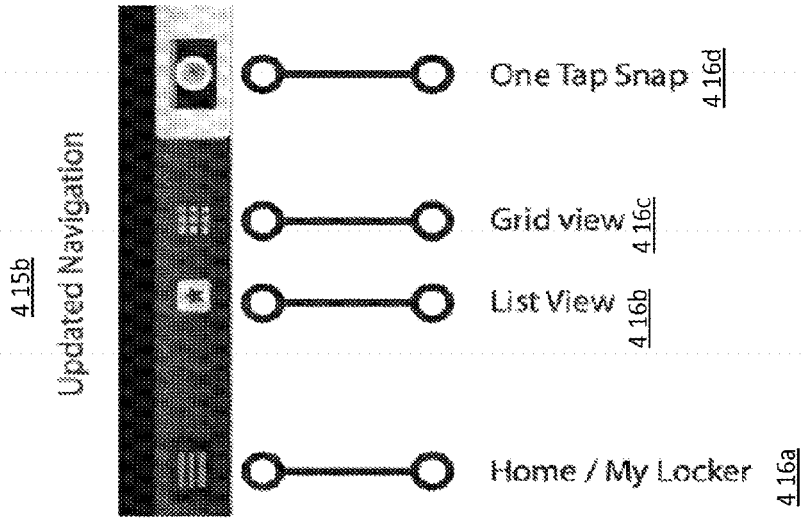 4 15b
Updated Navigation
One Tap Snap
4 16d
Grid view
4 16c
List View
4 16b
Home / My Locker
4 16a